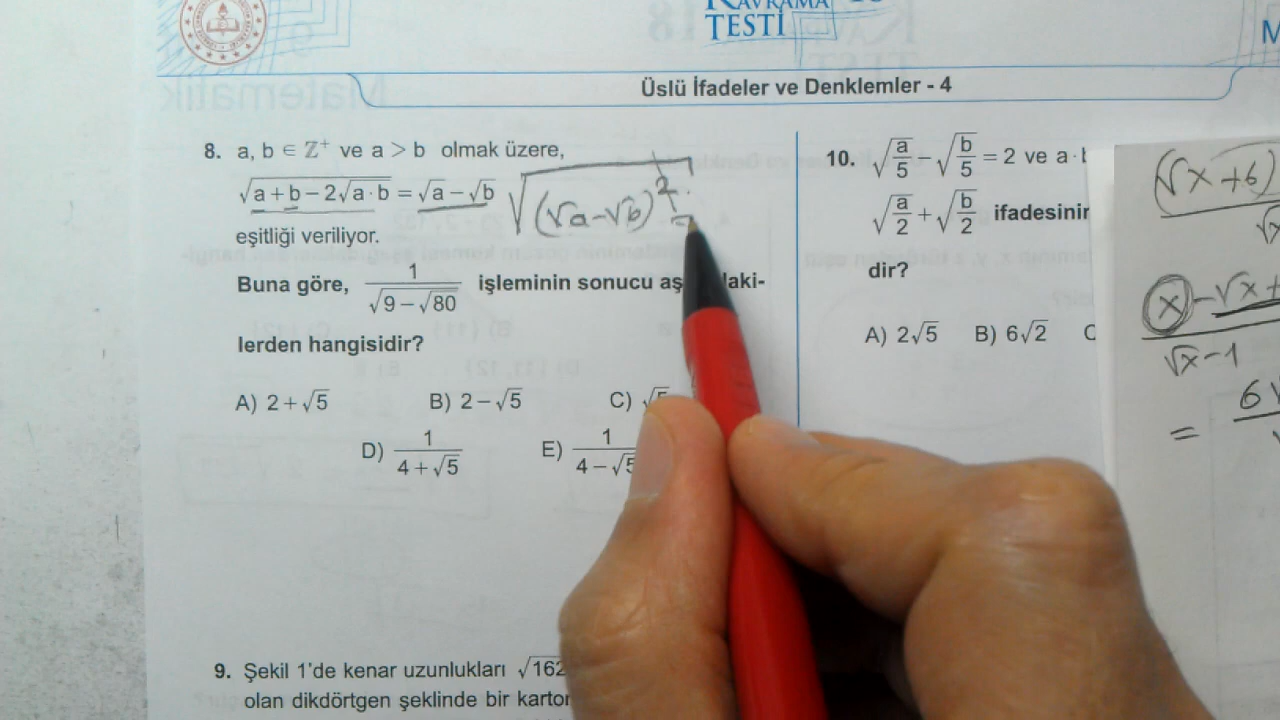 KAVRAMA
TESTİ
Üslü İfadeler ve Denklemler - 4
8. a, b ∈ Z⁺ ve a > b olmak üzere,
√(a + b − 2√(a · b)) = √a − √b √(√a − √b)²
eşitliği veriliyor.
Buna göre, 1/√(9 − √80) işleminin sonucu
lerden hangisidir?
A) 2 + √5 B) 2 − √5 C)
D) 1/(4 + √5) E) 1/(4 − √5
9. Şekil 1'de kenar uzunlukları √162
olan dikdörtgen şeklinde bir karton
10. √(a/5) − √(b/5) = 2 ve a · b
√(a/2) + √(b/2) ifadesinin
dir?
A) 2√5 B) 6√2 C
(√x + 6)
√x
x − √x +
√x − 1
= 6√